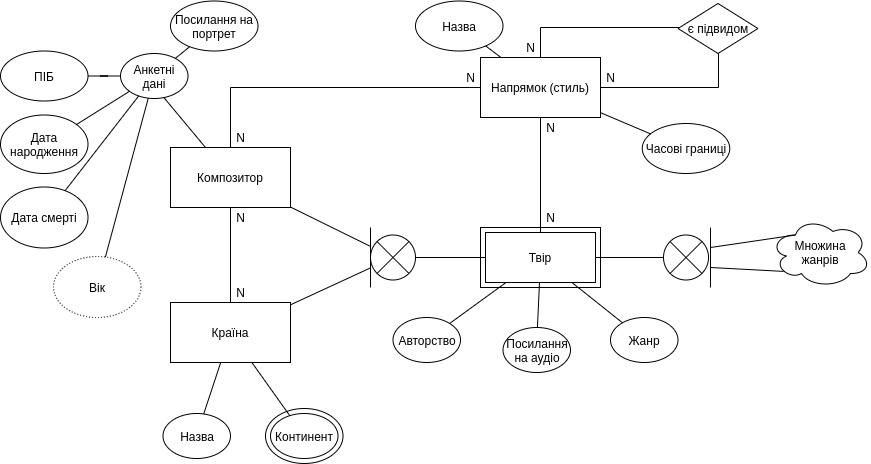 Посилання на
портрет
Назва
є підвидом
N
ПІБ
Анкетні
дані
N
Напрямок (стиль)
N
Дата
народження
N
N
Часові границі
Композитор
Дата смерті
N
N
Твір
Множина
жанрів
Вік
N
Країна
Авторство
Посилання
на аудіо
Жанр
Назва
Континент